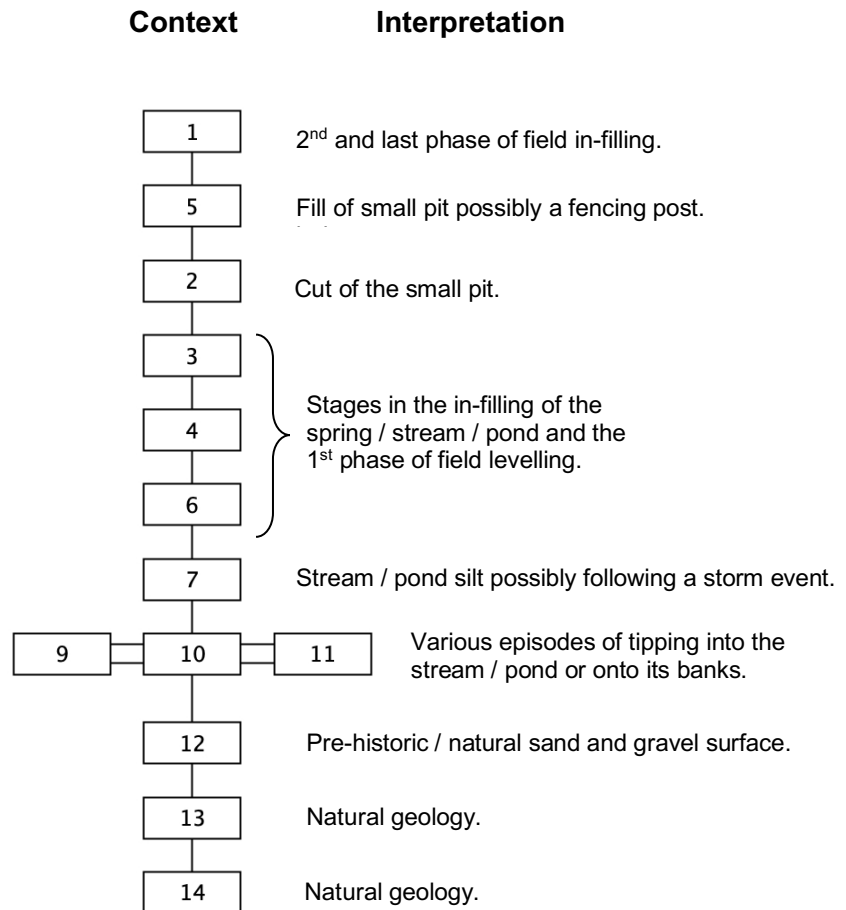 Context Interpretation
1 2nd and last phase of field in-filling.
5 Fill of small pit possibly a fencing post.
2 Cut of the small pit.
3
Stages in the in-filling of the
4 spring / stream / pond and the
1st phase of field levelling.
6
7 Stream / pond silt possibly following a storm event.
9 10 11 Various episodes of tipping into the
stream / pond or onto its banks.
12 Pre-historic / natural sand and gravel surface.
13 Natural geology.
14 Natural geology.